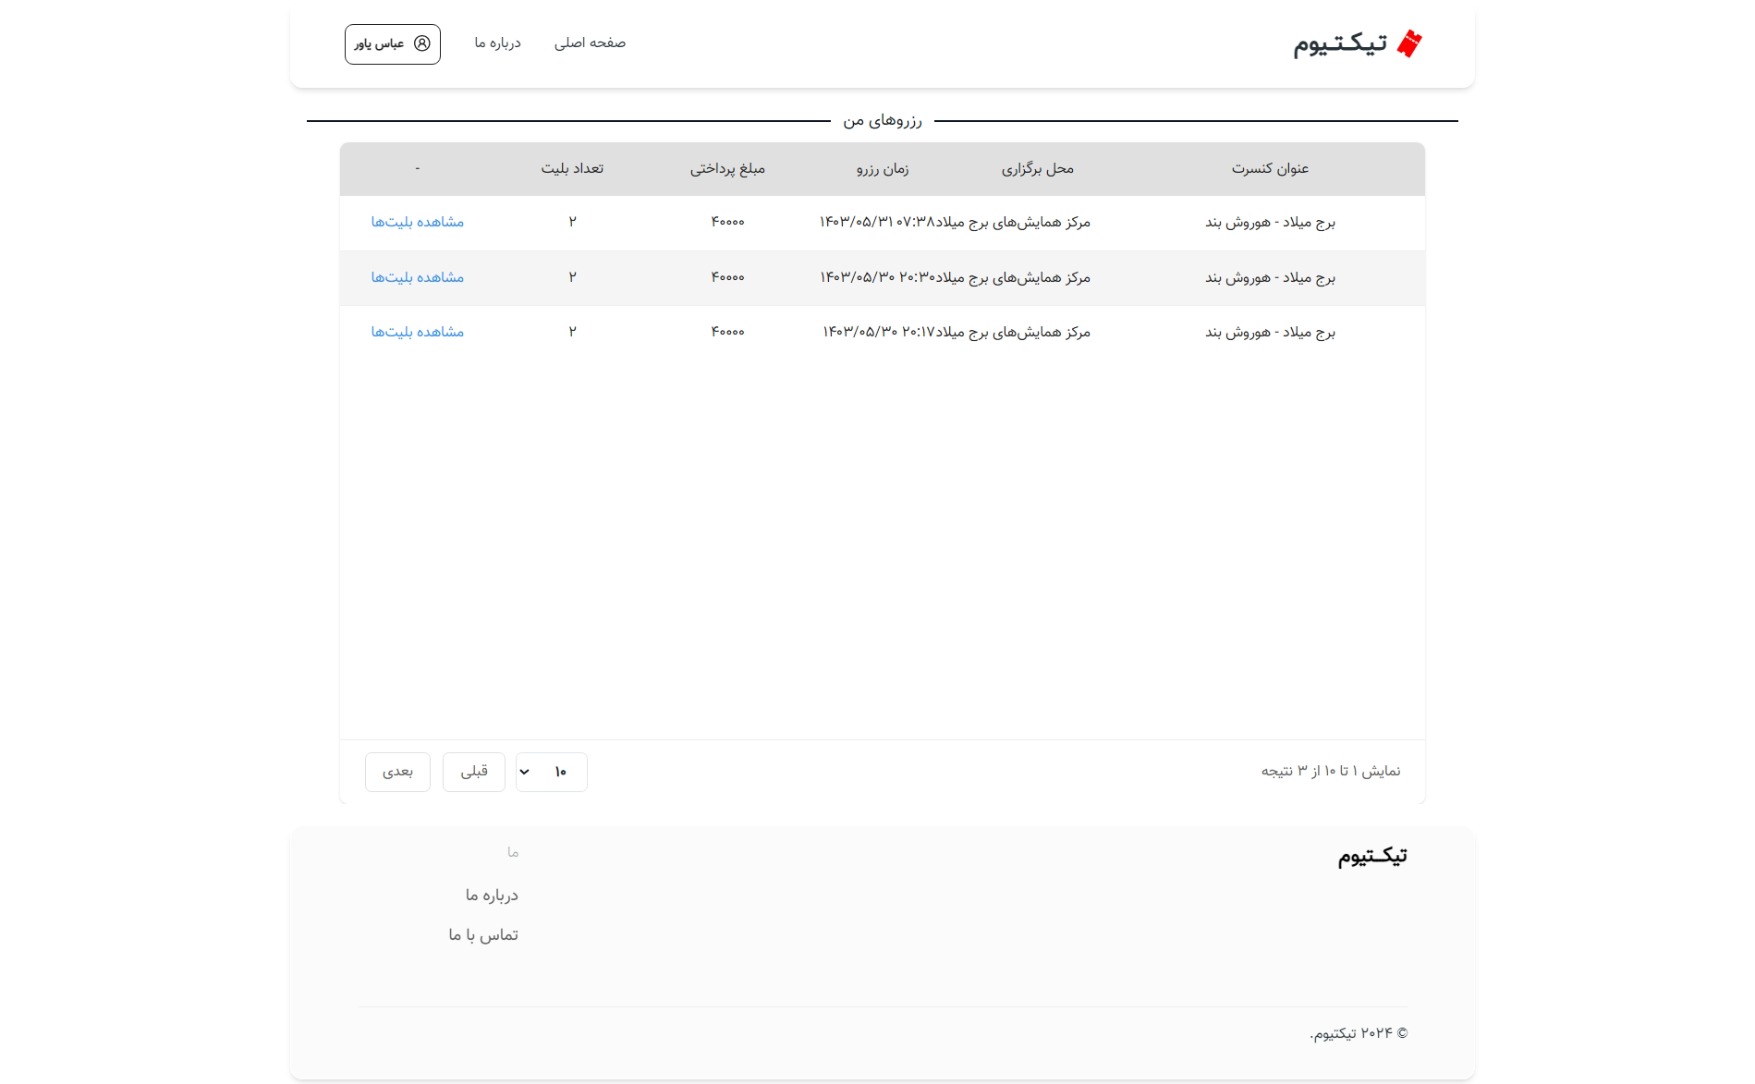 تیکـتـیوم
صفحه اصلی
درباره ما
عباس یاور
رزروهای من
عنوان کنسرت محل برگزاری زمان رزرو مبلغ پرداختی تعداد بلیت -
برج میلاد - هوروش بند مرکز همایش‌های برج میلاد ۱۴۰۳/۰۵/۳۱ ۰۷:۳۸ ۴۰۰۰۰ ۲ مشاهده بلیت‌ها
برج میلاد - هوروش بند مرکز همایش‌های برج میلاد ۱۴۰۳/۰۵/۳۰ ۲۰:۳۰ ۴۰۰۰۰ ۲ مشاهده بلیت‌ها
برج میلاد - هوروش بند مرکز همایش‌های برج میلاد ۱۴۰۳/۰۵/۳۰ ۲۰:۱۷ ۴۰۰۰۰ ۲ مشاهده بلیت‌ها
نمایش ۱ تا ۱۰ از ۳ نتیجه
۱۰
قبلی
بعدی
تیکـتیوم
ما
درباره ما
تماس با ما
© ۲۰۲۴ تیکتیوم.